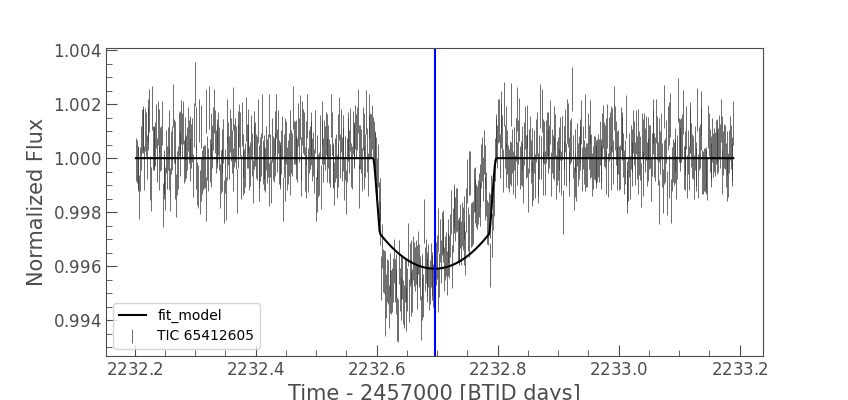 1.004
1.002
1.000
0.998
0.996
0.994
Normalized Flux
fit_model
TIC 65412605
2232.2 2232.4 2232.6 2232.8 2233.0 2233.2
Time - 2457000 [BTJD days]